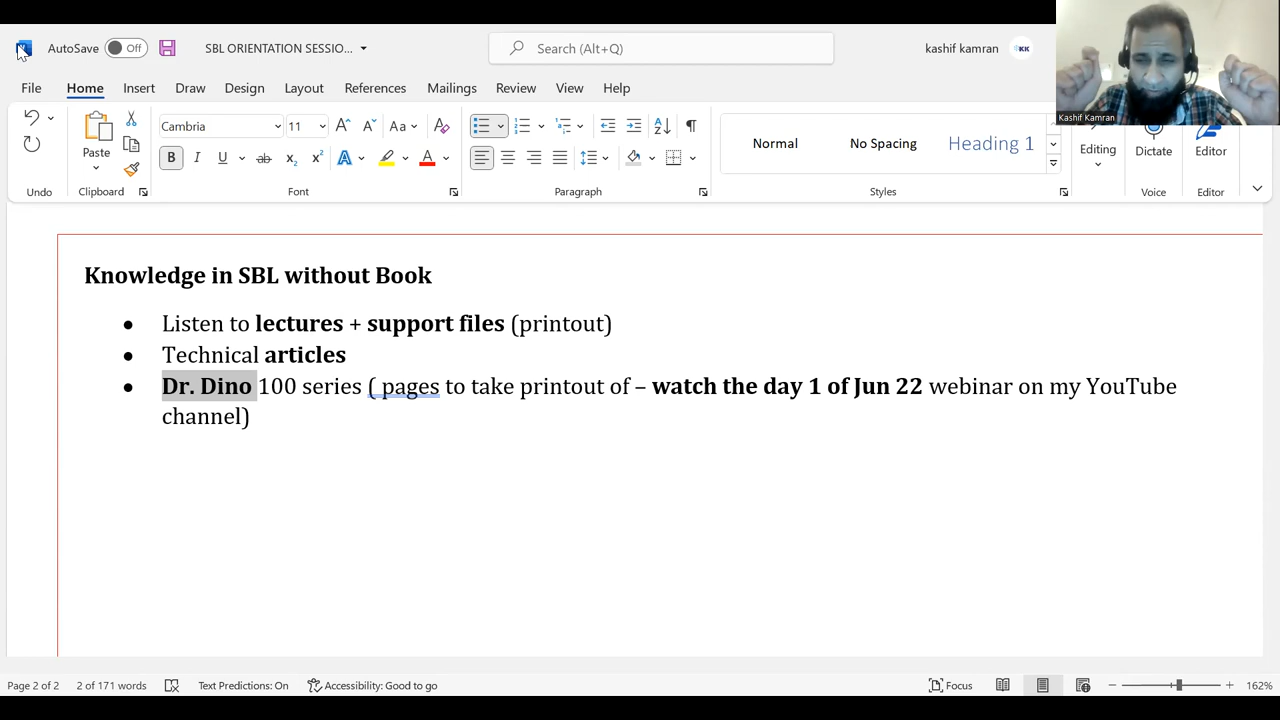 AutoSave Off SBL ORIENTATION SESSIO... Search (Alt+Q) kashif kamran KK
File Home Insert Draw Design Layout References Mailings Review View Help
Kashif Kamran
Cambria 11 Aa
Paste Normal No Spacing Heading 1 Editing Dictate Editor
B I U ab x₂ x² A A
Undo Clipboard Font Paragraph Styles Voice Editor
Knowledge in SBL without Book
• Listen to lectures + support files (printout)
• Technical articles
• Dr. Dino 100 series ( pages to take printout of – watch the day 1 of Jun 22 webinar on my YouTube
channel)
Page 2 of 2 2 of 171 words Text Predictions: On Accessibility: Good to go Focus 162%